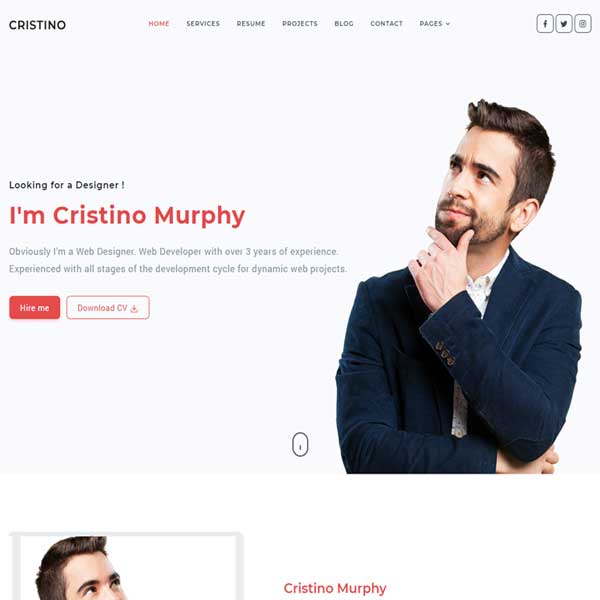 CRISTINO
HOME SERVICES RESUME PROJECTS BLOG CONTACT PAGES
Looking for a Designer !
I'm Cristino Murphy
Obviously I'm a Web Designer. Web Developer with over 3 years of experience.
Experienced with all stages of the development cycle for dynamic web projects.
Hire me
Download CV
Cristino Murphy